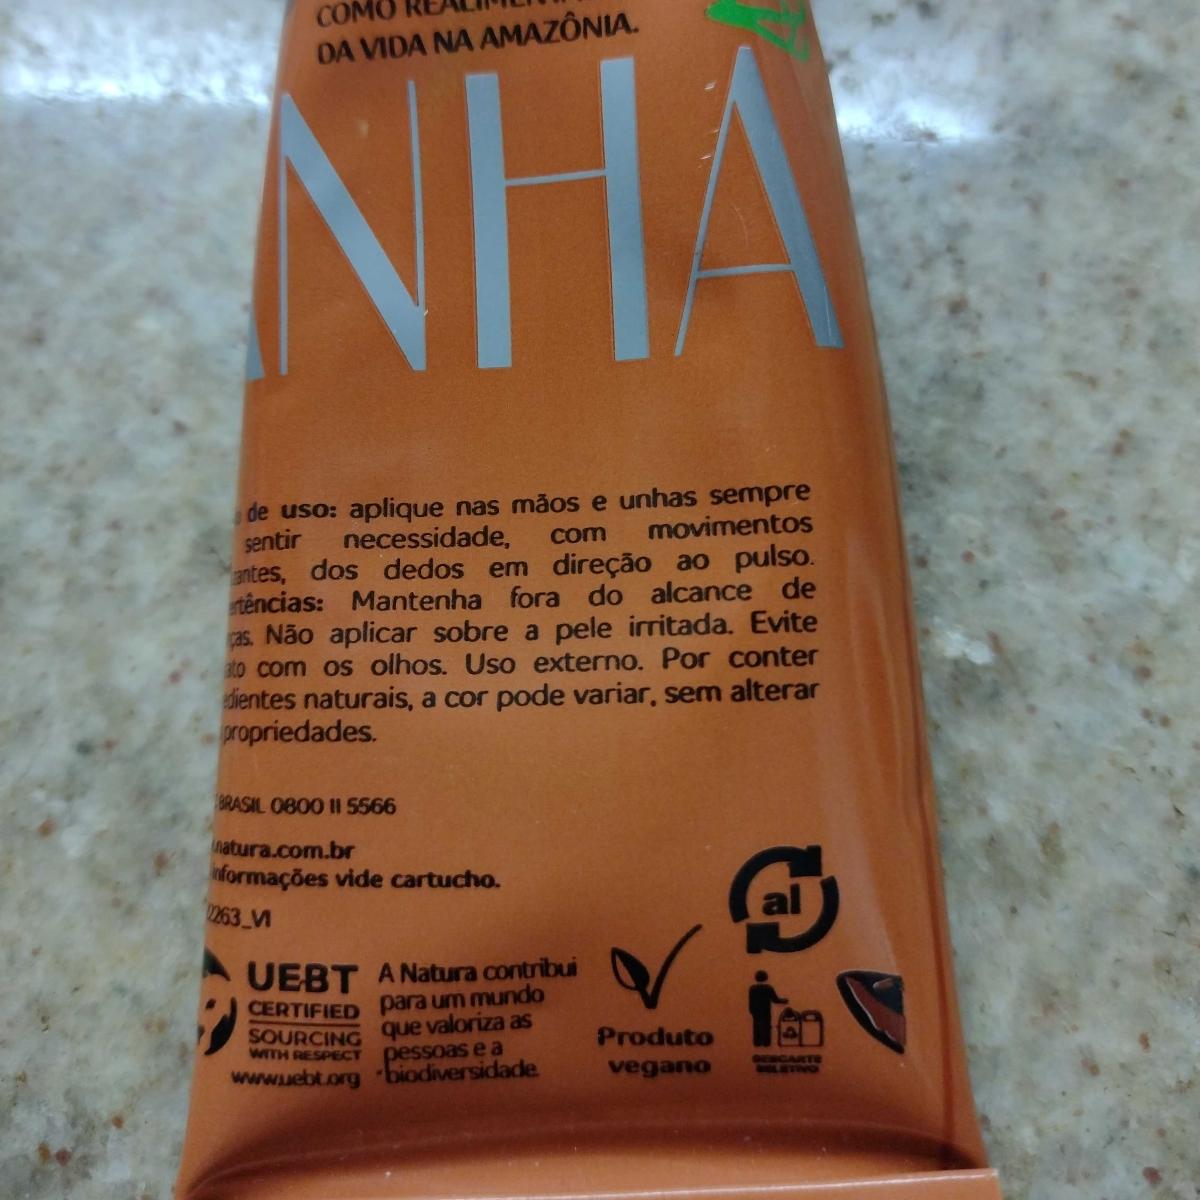 COMO
DA VIDA NA AMAZÔNIA.
NHA
de uso: aplique nas mãos e unhas sempre
sentir necessidade, com movimentos
dos dedos em direção ao pulso.
Mantenha fora do alcance de
Não aplicar sobre a pele irritada. Evite
com os olhos. Uso externo. Por conter
naturais, a cor pode variar, sem alterar
propriedades.
BRASIL 0800 11 5566
natura.com.br
informações vide cartucho.
2263_V1
al
UEBT
CERTIFIED
SOURCING
WITH RESPECT
www.uebt.org
A Natura contribui
para um mundo
que valoriza as
pessoas e a
biodiversidade.
Produto
vegano
DESCARTE
SELETIVO